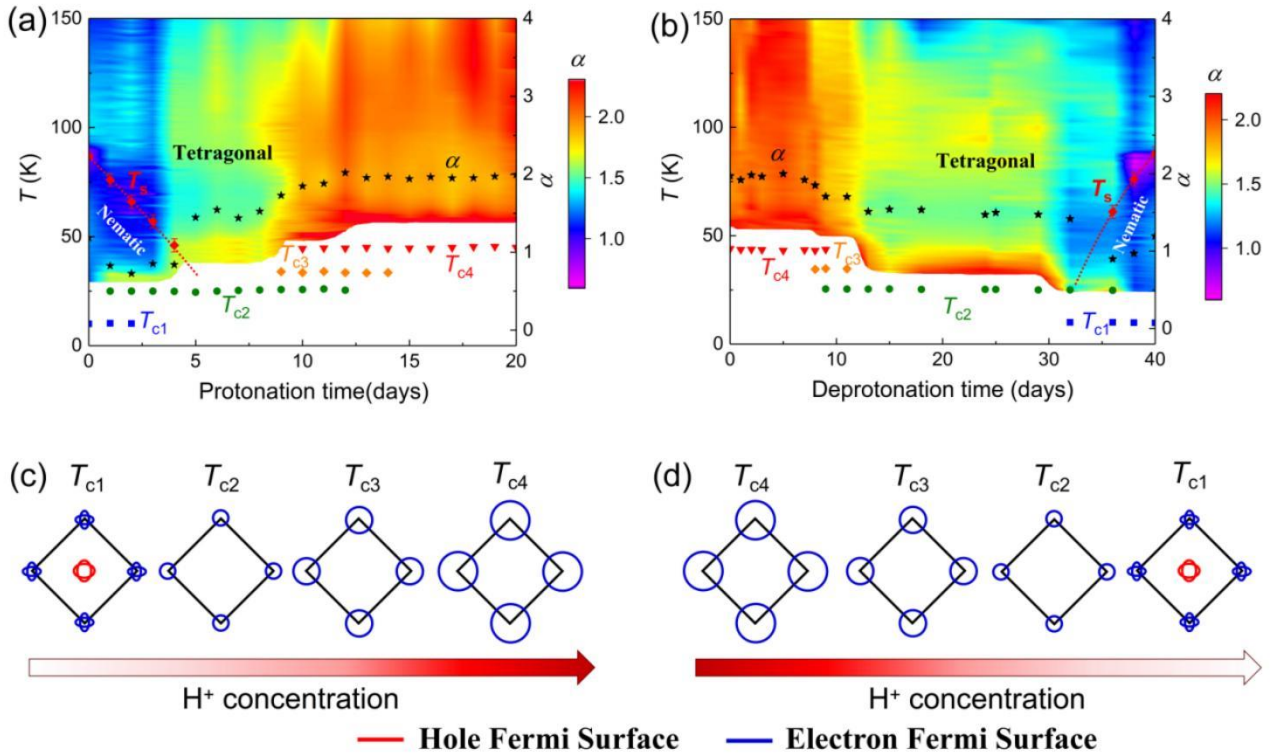 (a)
150
100
50
0
T (K)
Tetragonal
α
Ts
Nematic
Tc4
Tc3
Tc2
Tc1
0 5 10 15 20
Protonation time(days)
4
3
2
1
0
α
α
2.0
1.5
1.0
(b)
150
100
50
0
T (K)
α
Tetragonal
Ts
Nematic
Tc4
Tc3
Tc2
Tc1
0 10 20 30 40
Deprotonation time (days)
4
3
2
1
0
α
α
2.0
1.5
1.0
(c)
Tc1 Tc2 Tc3 Tc4
H⁺ concentration
(d)
Tc4 Tc3 Tc2 Tc1
H⁺ concentration
Hole Fermi Surface Electron Fermi Surface